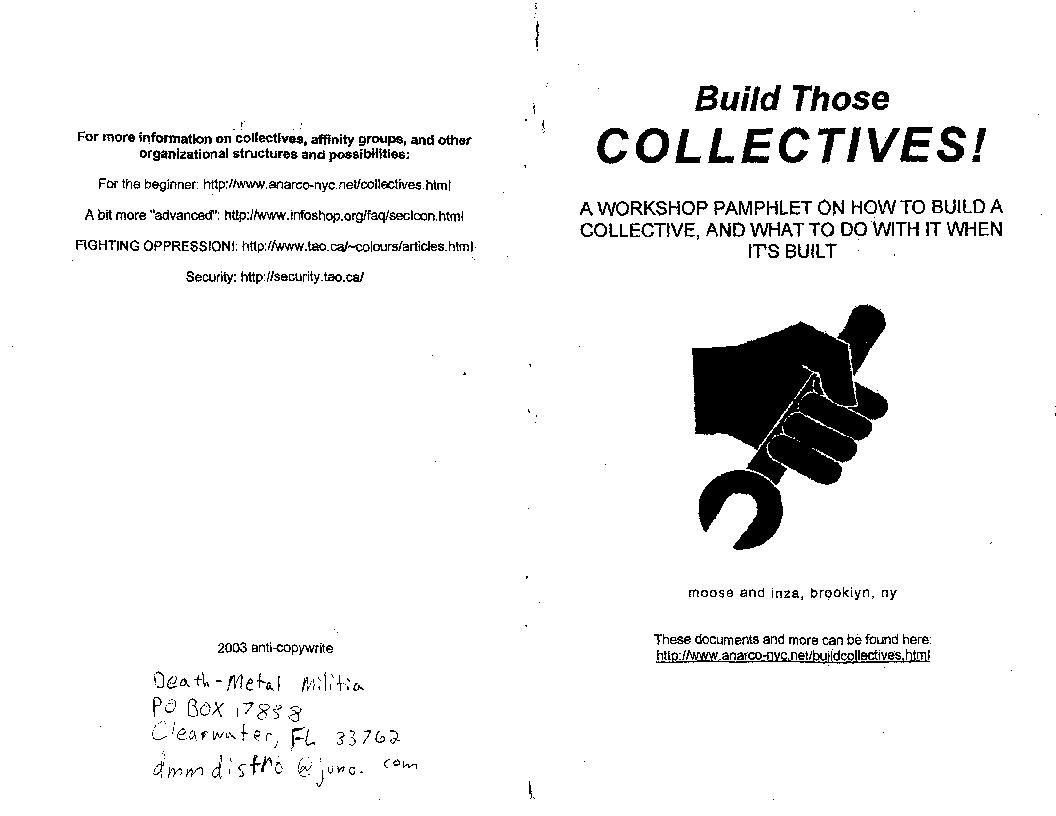 For more information on collectives, affinity groups, and other
organizational structures and possibilities:
For the beginner: http://www.anarco-nyc.net/collectives.html
A bit more "advanced": http://www.infoshop.org/faq/secIcon.html
FIGHTING OPPRESSION!: http://www.tao.ca/~colours/articles.html
Security: http://security.tao.ca/
2003 anti-copywrite
Death-Metal Militia
PO BOX 17838
Clearwater, FL 33762
dmmdistro@juno.com
Build Those
COLLECTIVES!
A WORKSHOP PAMPHLET ON HOW TO BUILD A
COLLECTIVE, AND WHAT TO DO WITH IT WHEN
IT'S BUILT
moose and inza, brooklyn, ny
These documents and more can be found here:
http://www.anarco-nyc.net/buildcollectives.html